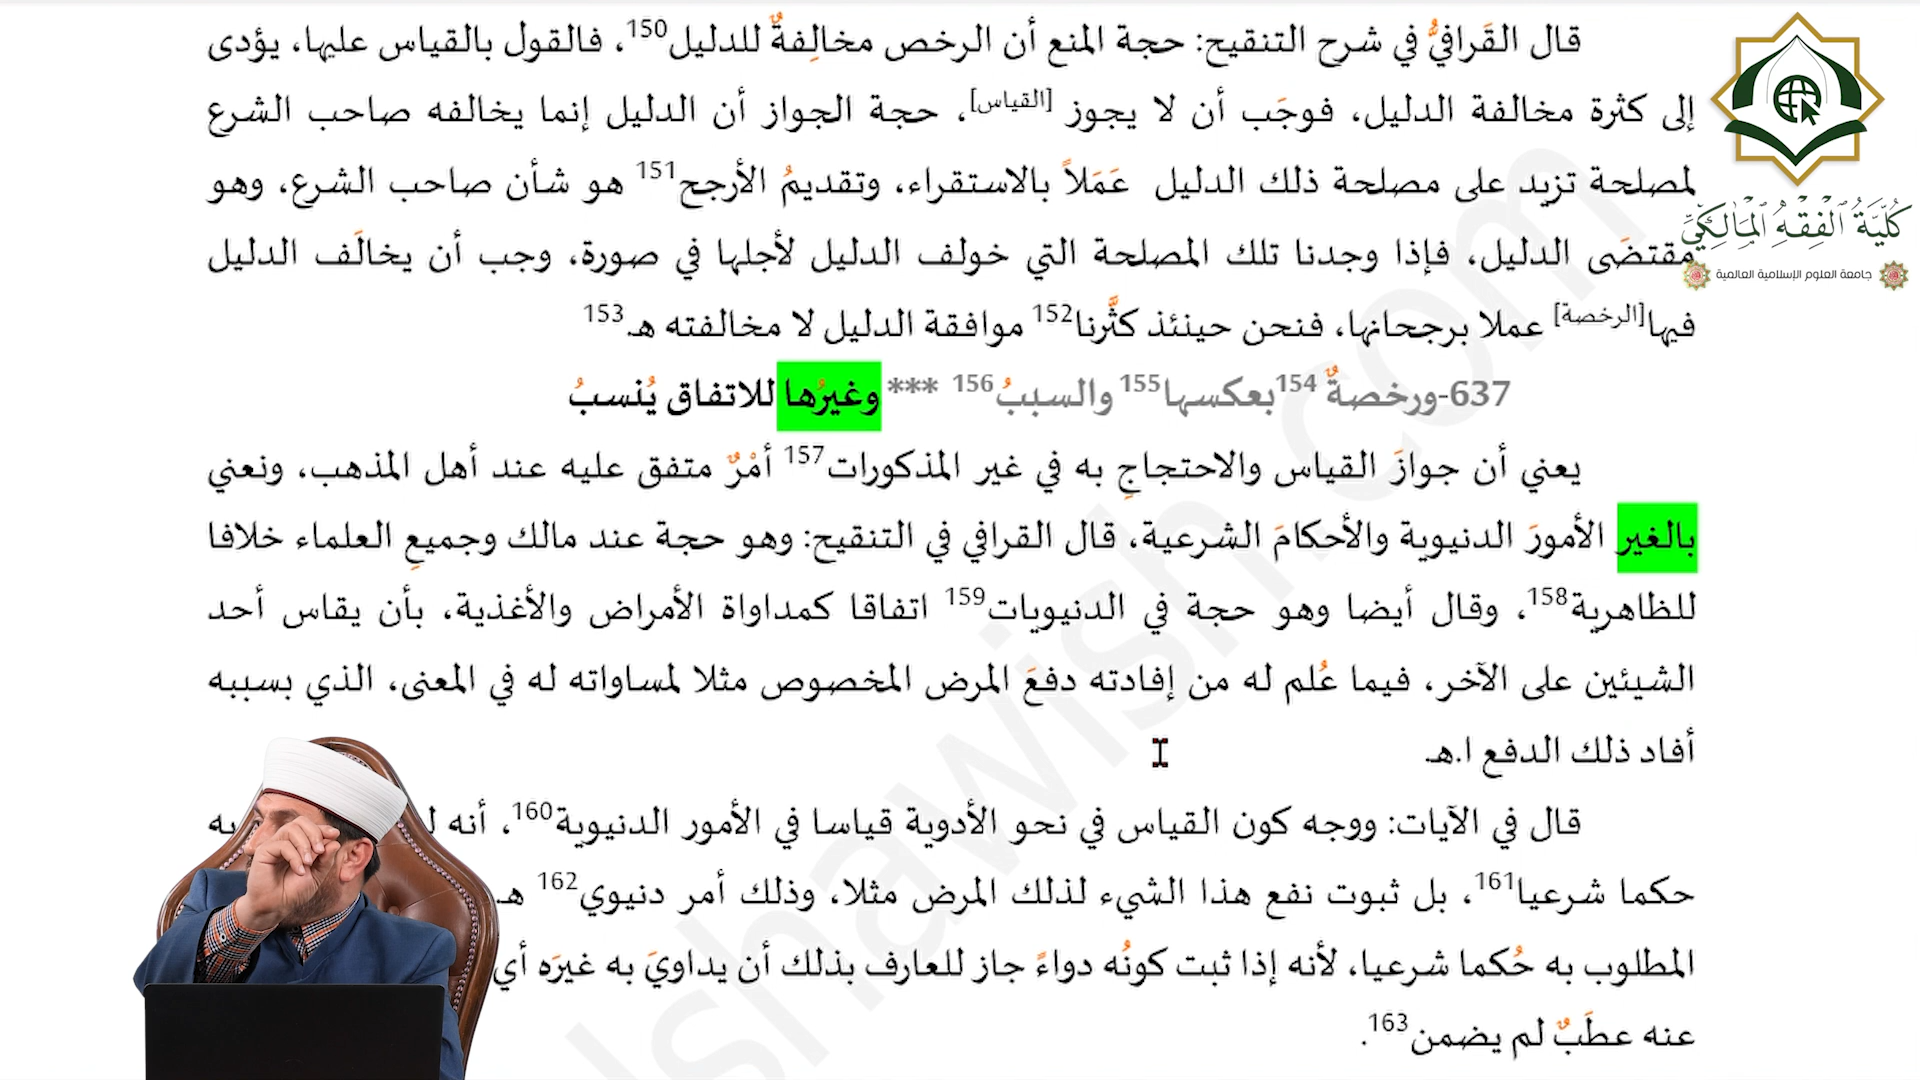 قال القَرافيُّ في شرح التنقيح: حجة المنع أن الرخص مخالِفةٌ للدليل150، فالقول بالقياس عليها، يؤدى
إلى كثرة مخالفة الدليل، فوجَب أن لا يجوز [القياس]، حجة الجواز أن الدليل إنما يخالفه صاحب الشرع
لمصلحة تزيد على مصلحة ذلك الدليل عَمَلاً بالاستقراء، وتقديمُ الأرجح151 هو شأن صاحب الشرع، وهو
مقتضَى الدليل، فإذا وجدنا تلك المصلحة التي خولف الدليل لأجلها في صورة، وجب أن يخالَف الدليل
فيها[الرخصة] عملا برجحانها، فنحن حينئذ كثَّرنا152 موافقة الدليل لا مخالفته هـ153
637-ورخصةٌ154 بعكسها155 والسببُ156 *** وغيرُها للاتفاق يُنسبُ
يعني أن جوازَ القياس والاحتجاجِ به في غير المذكورات157 أمْرٌ متفق عليه عند أهل المذهب، ونعني
بالغير الأمورَ الدنيوية والأحكامَ الشرعية، قال القرافي في التنقيح: وهو حجة عند مالك وجميعِ العلماء خلافا
للظاهرية158، وقال أيضا وهو حجة في الدنيويات159 اتفاقا كمداواة الأمراض والأغذية، بأن يقاس أحد
الشيئين على الآخر، فيما عُلم له من إفادته دفعَ المرض المخصوص مثلا لمساواته له في المعنى، الذي بسببه
أفاد ذلك الدفع ا.هـ.
قال في الآيات: ووجه كون القياس في نحو الأدوية قياسا في الأمور الدنيوية160، أنه به
حكما شرعيا161، بل ثبوت نفع هذا الشيء لذلك المرض مثلا، وذلك أمر دنيوي162 هـ
المطلوب به حُكما شرعيا، لأنه إذا ثبت كونُه دواءً جاز للعارف بذلك أن يداويَ به غيرَه أي
عنه عطَبٌ لم يضمن163.
كُلِّيَّةُ الْفِقْهِ الْمَالِكِيِّ
جامعة العلوم الإسلامية العالمية
shawish.com